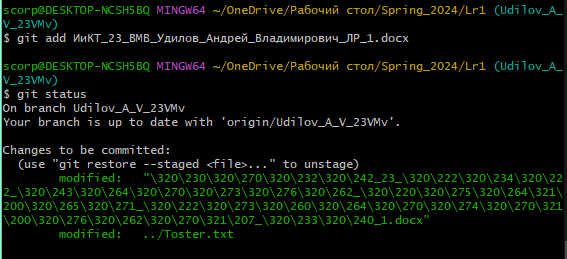 scorp@DESKTOP-NCSH5BQ MINGW64 ~/OneDrive/Рабочий стол/Spring_2024/Lr1 (Udilov_A_
V_23VMv)
$ git add ИиКТ_23_ВМВ_Удилов_Андрей_Владимирович_ЛР_1.docx
scorp@DESKTOP-NCSH5BQ MINGW64 ~/OneDrive/Рабочий стол/Spring_2024/Lr1 (Udilov_A_
V_23VMv)
$ git status
On branch Udilov_A_V_23VMv
Your branch is up to date with 'origin/Udilov_A_V_23VMv'.
Changes to be committed:
(use "git restore --staged <file>..." to unstage)
modified: "\320\230\320\270\320\232\320\242_23_\320\222\320\234\320\22
2_\320\243\320\264\320\270\320\273\320\276\320\262_\320\220\320\275\320\264\321\
200\320\265\320\271_\320\222\320\273\320\260\320\264\320\270\320\274\320\270\321
\200\320\276\320\262\320\270\321\207_\320\233\320\240_1.docx"
modified: ../Toster.txt